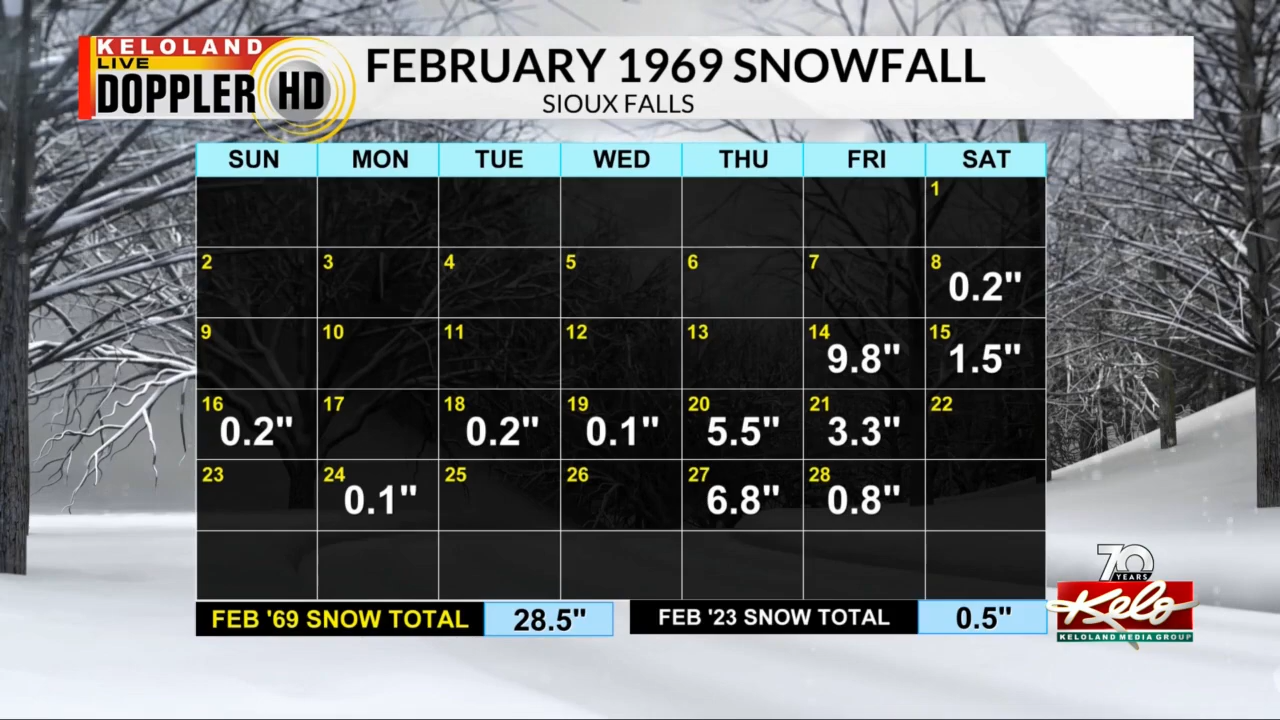 KELOLAND
LIVE
DOPPLER HD
FEBRUARY 1969 SNOWFALL
SIOUX FALLS
SUN MON TUE WED THU FRI SAT
1
2 3 4 5 6 7 8
0.2"
9 10 11 12 13 14 15
9.8" 1.5"
16 17 18 19 20 21 22
0.2" 0.2" 0.1" 5.5" 3.3"
23 24 25 26 27 28
0.1" 6.8" 0.8"
FEB '69 SNOW TOTAL 28.5" FEB '23 SNOW TOTAL 0.5"
70
YEARS
Kelo
KELOLAND MEDIA GROUP